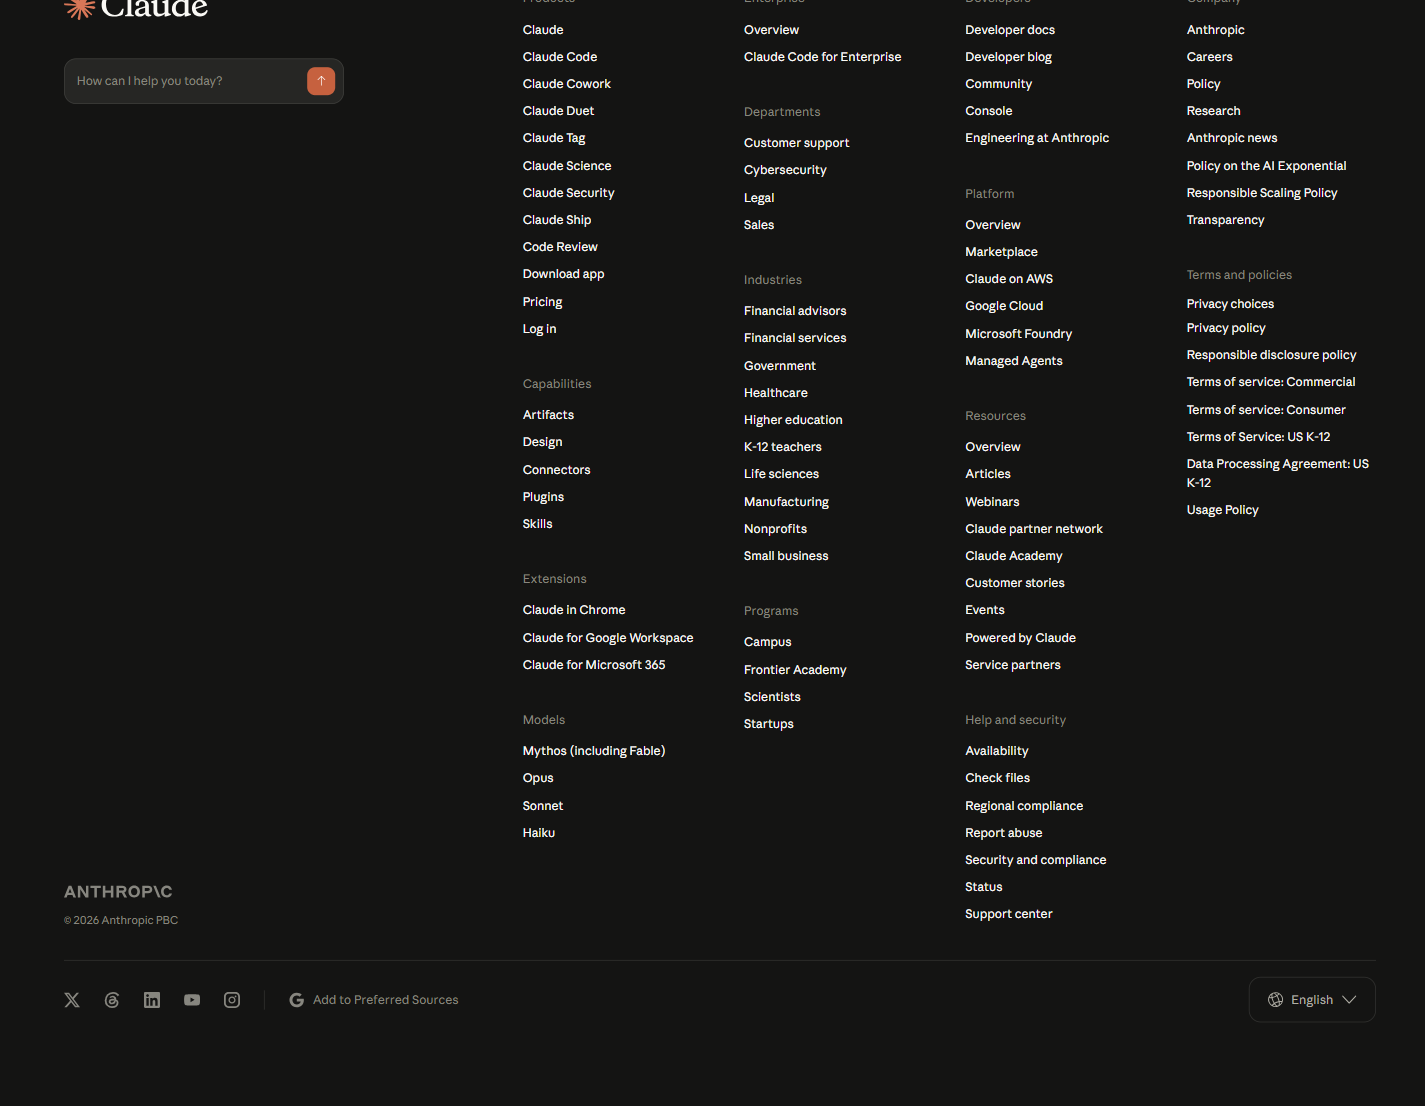 Claude
How can I help you today?
ANTHROP\C
© 2026 Anthropic PBC
Products
Claude
Claude Code
Claude Cowork
Claude Duet
Claude Tag
Claude Science
Claude Security
Claude Ship
Code Review
Download app
Pricing
Log in
Capabilities
Artifacts
Design
Connectors
Plugins
Skills
Extensions
Claude in Chrome
Claude for Google Workspace
Claude for Microsoft 365
Models
Mythos (including Fable)
Opus
Sonnet
Haiku
Enterprise
Overview
Claude Code for Enterprise
Departments
Customer support
Cybersecurity
Legal
Sales
Industries
Financial advisors
Financial services
Government
Healthcare
Higher education
K-12 teachers
Life sciences
Manufacturing
Nonprofits
Small business
Programs
Campus
Frontier Academy
Scientists
Startups
Developers
Developer docs
Developer blog
Community
Console
Engineering at Anthropic
Platform
Overview
Marketplace
Claude on AWS
Google Cloud
Microsoft Foundry
Managed Agents
Resources
Overview
Articles
Webinars
Claude partner network
Claude Academy
Customer stories
Events
Powered by Claude
Service partners
Help and security
Availability
Check files
Regional compliance
Report abuse
Security and compliance
Status
Support center
Company
Anthropic
Careers
Policy
Research
Anthropic news
Policy on the AI Exponential
Responsible Scaling Policy
Transparency
Terms and policies
Privacy choices
Privacy policy
Responsible disclosure policy
Terms of service: Commercial
Terms of service: Consumer
Terms of Service: US K-12
Data Processing Agreement: US
K-12
Usage Policy
Add to Preferred Sources
English